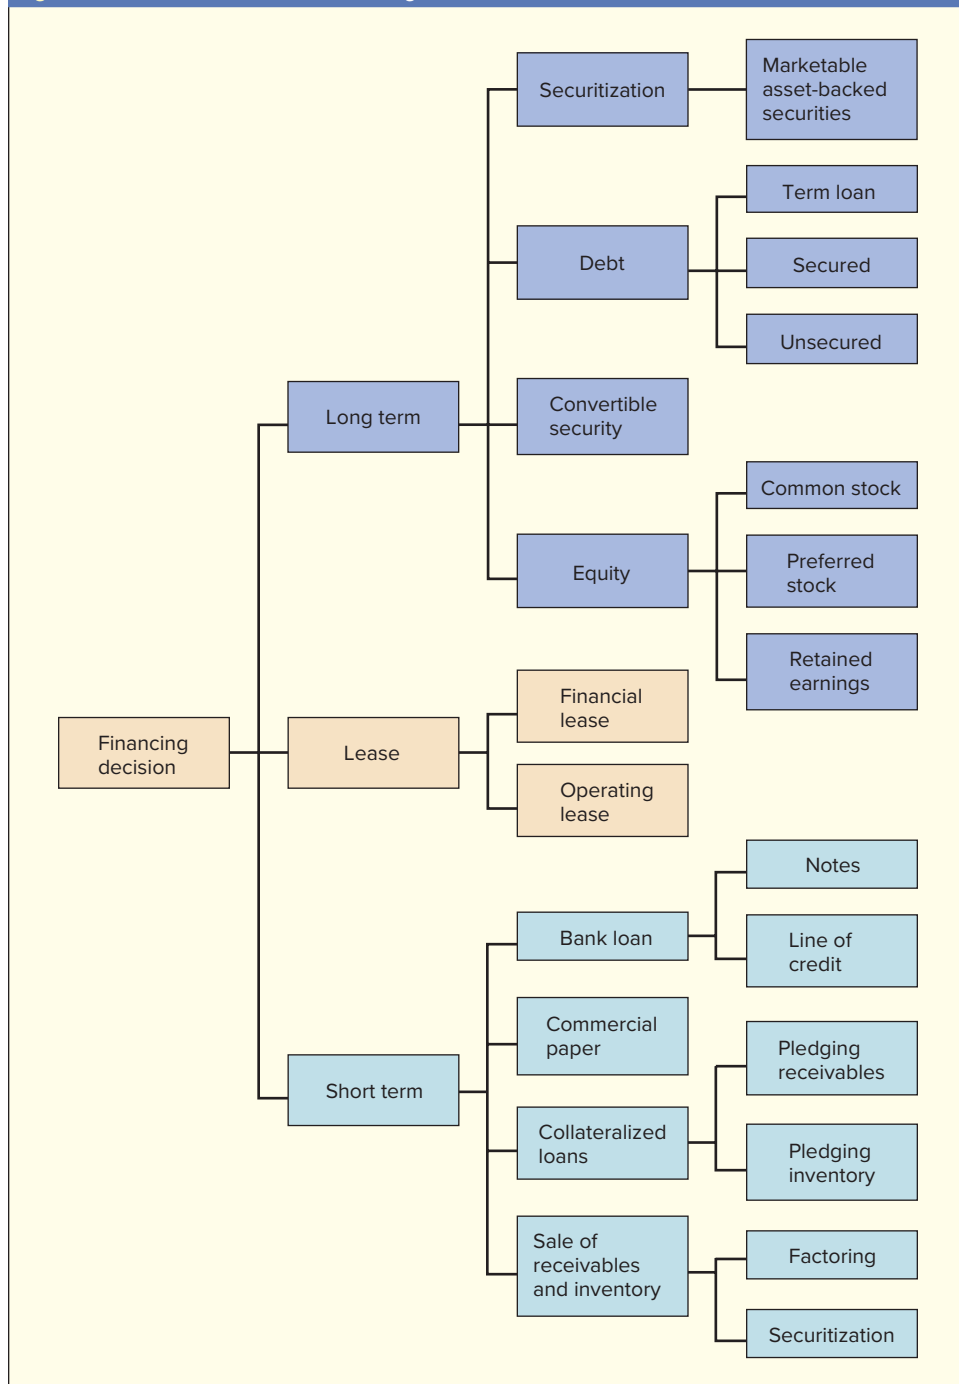 Securitization
Marketable
asset-backed
securities
Term loan
Debt
Secured
Unsecured
Long term
Convertible
security
Common stock
Equity
Preferred
stock
Retained
earnings
Financing
decision
Lease
Financial
lease
Operating
lease
Notes
Bank loan
Line of
credit
Commercial
paper
Pledging
receivables
Short term
Collateralized
loans
Pledging
inventory
Sale of
receivables
and inventory
Factoring
Securitization